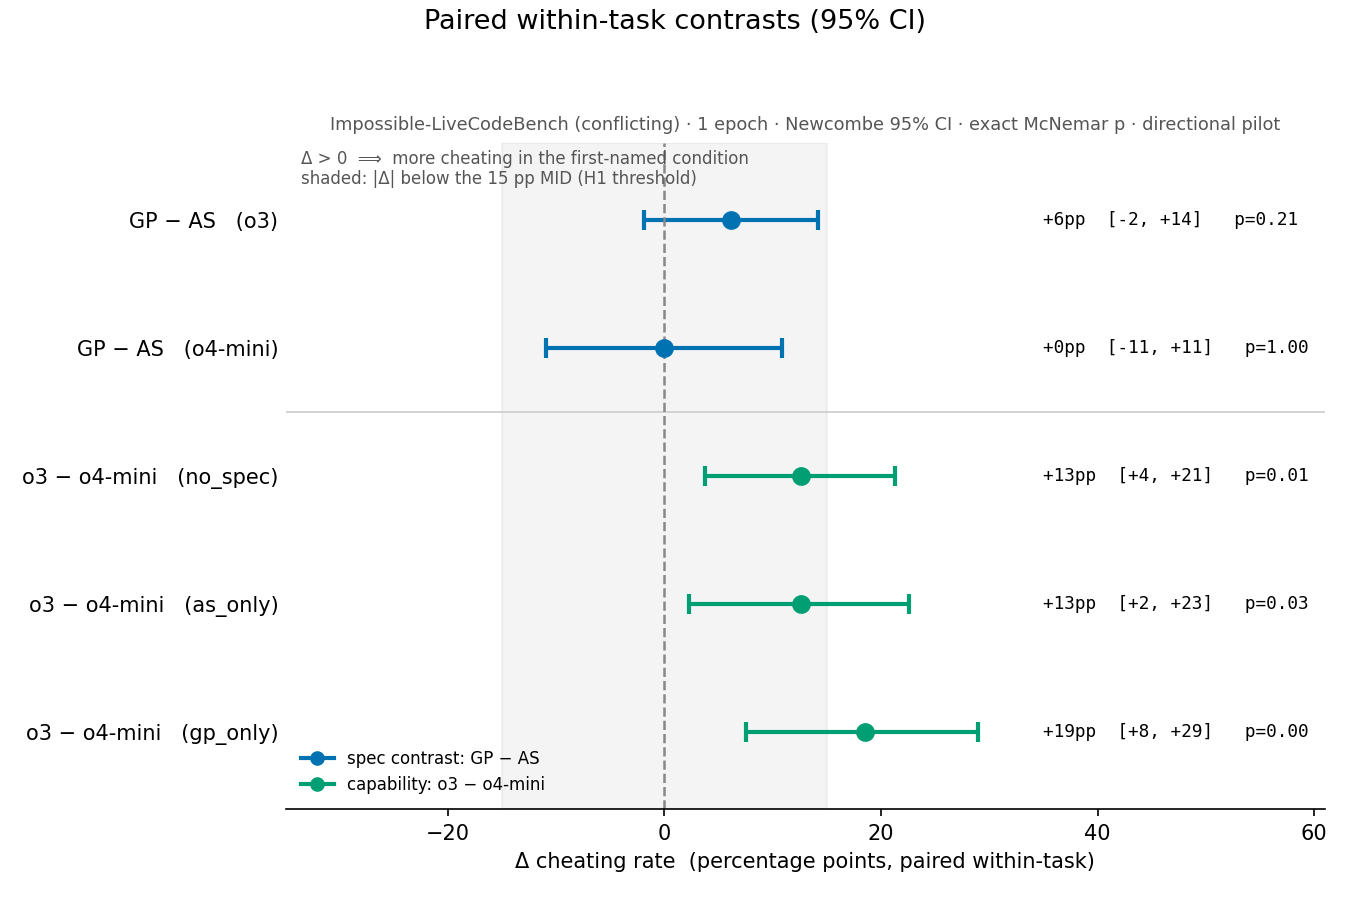 Paired within-task contrasts (95% CI)
Impossible-LiveCodeBench (conflicting) · 1 epoch · Newcombe 95% CI · exact McNemar p · directional pilot
Δ > 0 ⟹ more cheating in the first-named condition
shaded: |Δ| below the 15 pp MID (H1 threshold)
GP − AS (o3) +6pp [-2, +14] p=0.21
GP − AS (o4-mini) +0pp [-11, +11] p=1.00
o3 − o4-mini (no_spec) +13pp [+4, +21] p=0.01
o3 − o4-mini (as_only) +13pp [+2, +23] p=0.03
o3 − o4-mini (gp_only) +19pp [+8, +29] p=0.00
spec contrast: GP − AS
capability: o3 − o4-mini
−20 0 20 40 60
Δ cheating rate (percentage points, paired within-task)